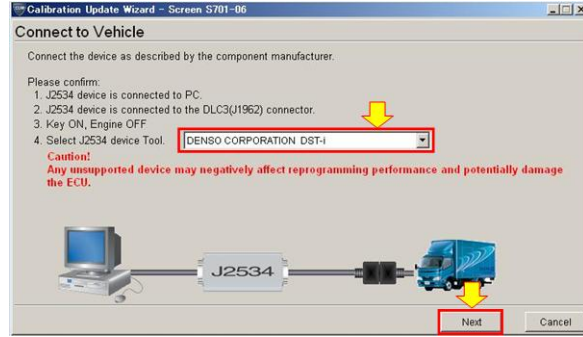 Calibration Update Wizard - Screen S701-06
Connect to Vehicle
Connect the device as described by the component manufacturer.
Please confirm:
1. J2534 device is connected to PC.
2. J2534 device is connected to the DLC3(J1962) connector.
3. Key ON, Engine OFF
4. Select J2534 device Tool. DENSO CORPORATION DST-i
Caution!
Any unsupported device may negatively affect reprogramming performance and potentially damage
the ECU.
J2534
Next Cancel